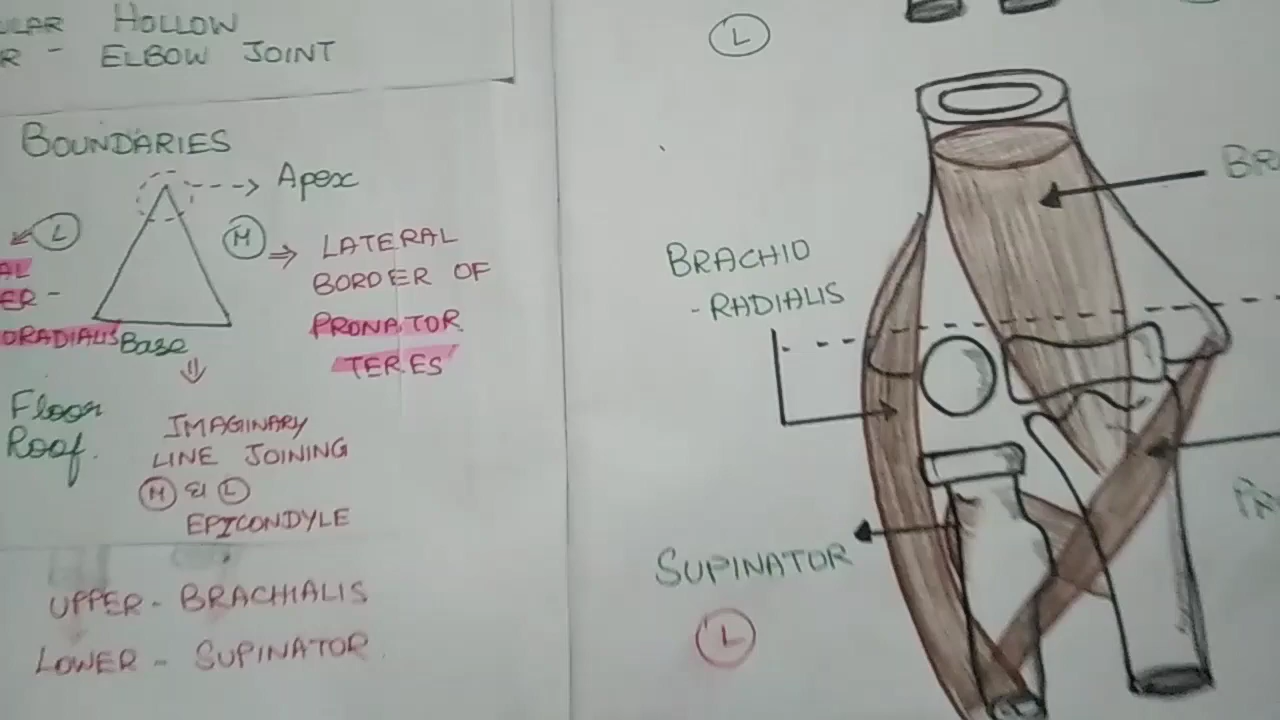 HOLLOW
ELBOW JOINT
BOUNDARIES
Apex
L
M
LATERAL
BORDER OF
PRONATOR
TERES
Base
Floor
Roof.
IMAGINARY
LINE JOINING
M & L
EPICONDYLE
UPPER - BRACHIALIS
LOWER - SUPINATOR
L
BRACHIO
- RADIALIS
SUPINATOR
L